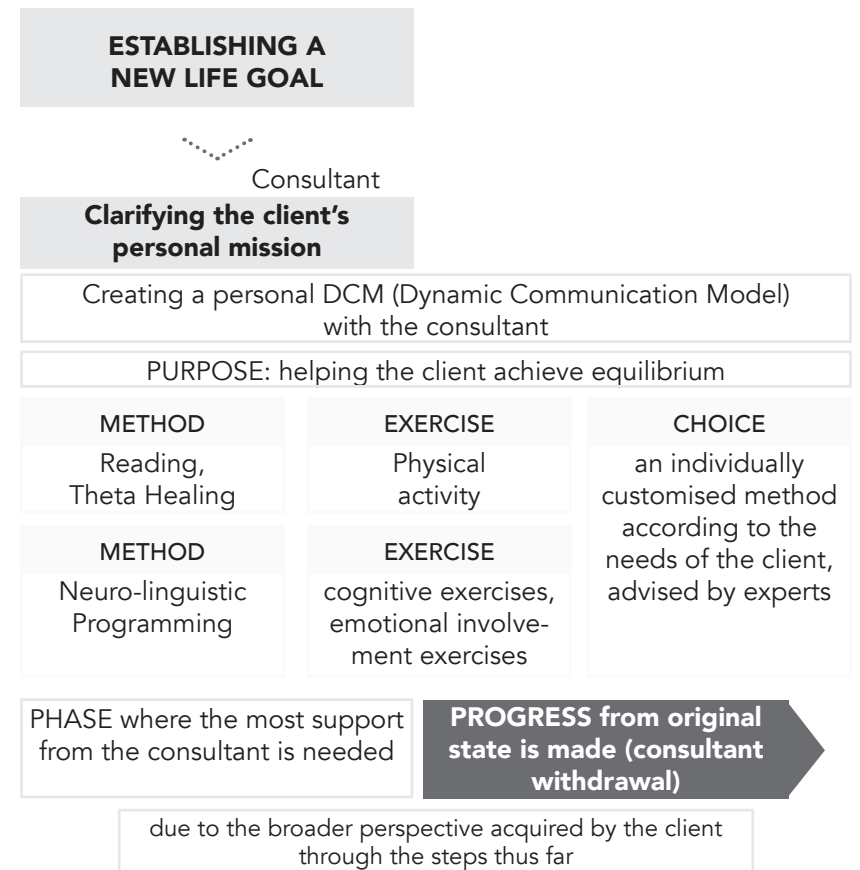 ESTABLISHING A
NEW LIFE GOAL
Consultant
Clarifying the client's
personal mission
Creating a personal DCM (Dynamic Communication Model)
with the consultant
PURPOSE: helping the client achieve equilibrium
METHOD
Reading,
Theta Healing
EXERCISE
Physical
activity
CHOICE
an individually
customised method
according to the
needs of the client,
advised by experts
METHOD
Neuro-linguistic
Programming
EXERCISE
cognitive exercises,
emotional involve-
ment exercises
PHASE where the most support
from the consultant is needed
PROGRESS from original
state is made (consultant
withdrawal)
due to the broader perspective acquired by the client
through the steps thus far